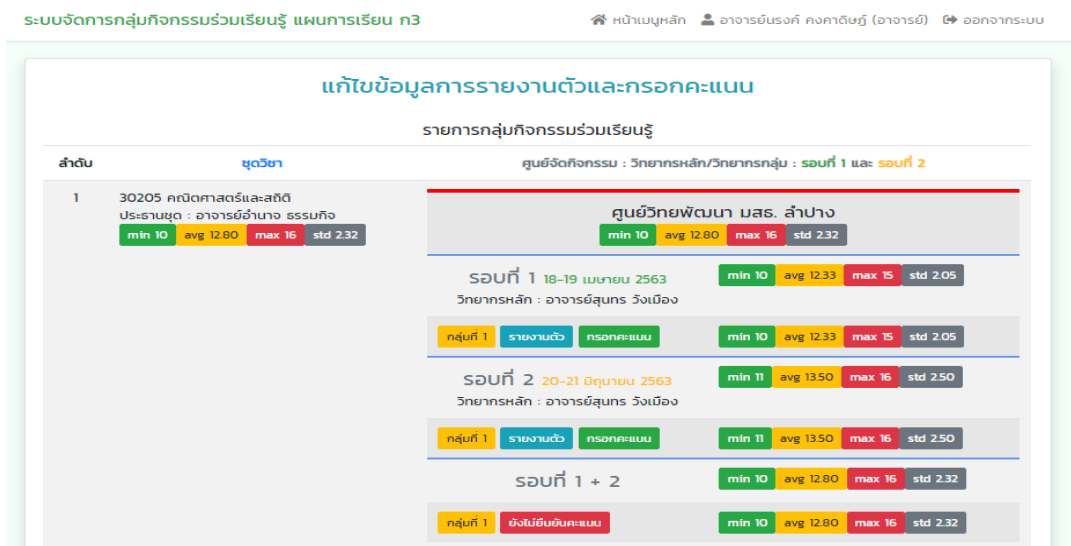 ระบบจัดการกลุ่มกิจกรรมร่วมเรียนรู้ แผนการเรียน ก3 หน้าเมนูหลัก อาจารย์นรงค์ คงคาดิษฎ์ (อาจารย์) ออกจากระบบ
แก้ไขข้อมูลการรายงานตัวและกรอกคะแนน
รายการกลุ่มกิจกรรมร่วมเรียนรู้
ลำดับ ชุดวิชา ศูนย์จัดกิจกรรม : วิทยากรหลัก/วิทยากรกลุ่ม : รอบที่ 1 และ รอบที่ 2
1 30205 คณิตศาสตร์และสถิติ
ประธานชุด : อาจารย์อำนาจ ธรรมกิจ
min 10 avg 12.80 max 16 std 2.32
ศูนย์วิทยพัฒนา มสธ. ลำปาง
min 10 avg 12.80 max 16 std 2.32
รอบที่ 1 18-19 เมษายน 2563 min 10 avg 12.33 max 15 std 2.05
วิทยากรหลัก : อาจารย์สุนทร วังเมือง
กลุ่มที่ 1 รายงานตัว กรอกคะแนน min 10 avg 12.33 max 15 std 2.05
รอบที่ 2 20-21 มิถุนายน 2563 min 11 avg 13.50 max 16 std 2.50
วิทยากรหลัก : อาจารย์สุนทร วังเมือง
กลุ่มที่ 1 รายงานตัว กรอกคะแนน min 11 avg 13.50 max 16 std 2.50
รอบที่ 1 + 2 min 10 avg 12.80 max 16 std 2.32
กลุ่มที่ 1 ยังไม่ยืนยันคะแนน min 10 avg 12.80 max 16 std 2.32